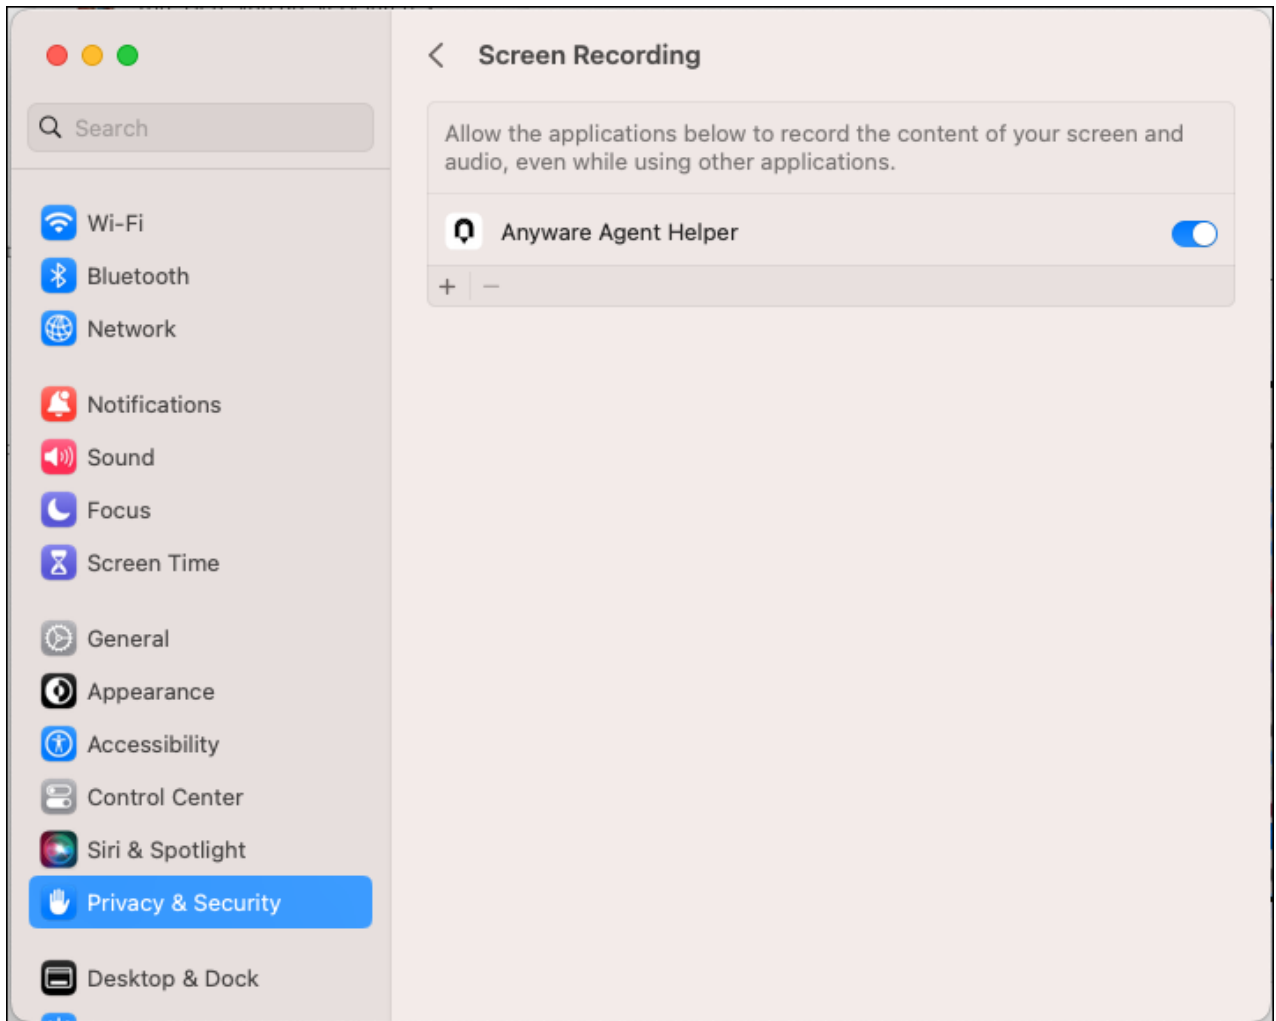 Search
Wi-Fi
Bluetooth
Network
Notifications
Sound
Focus
Screen Time
General
Appearance
Accessibility
Control Center
Siri & Spotlight
Privacy & Security
Desktop & Dock
Screen Recording
Allow the applications below to record the content of your screen and
audio, even while using other applications.
Anyware Agent Helper